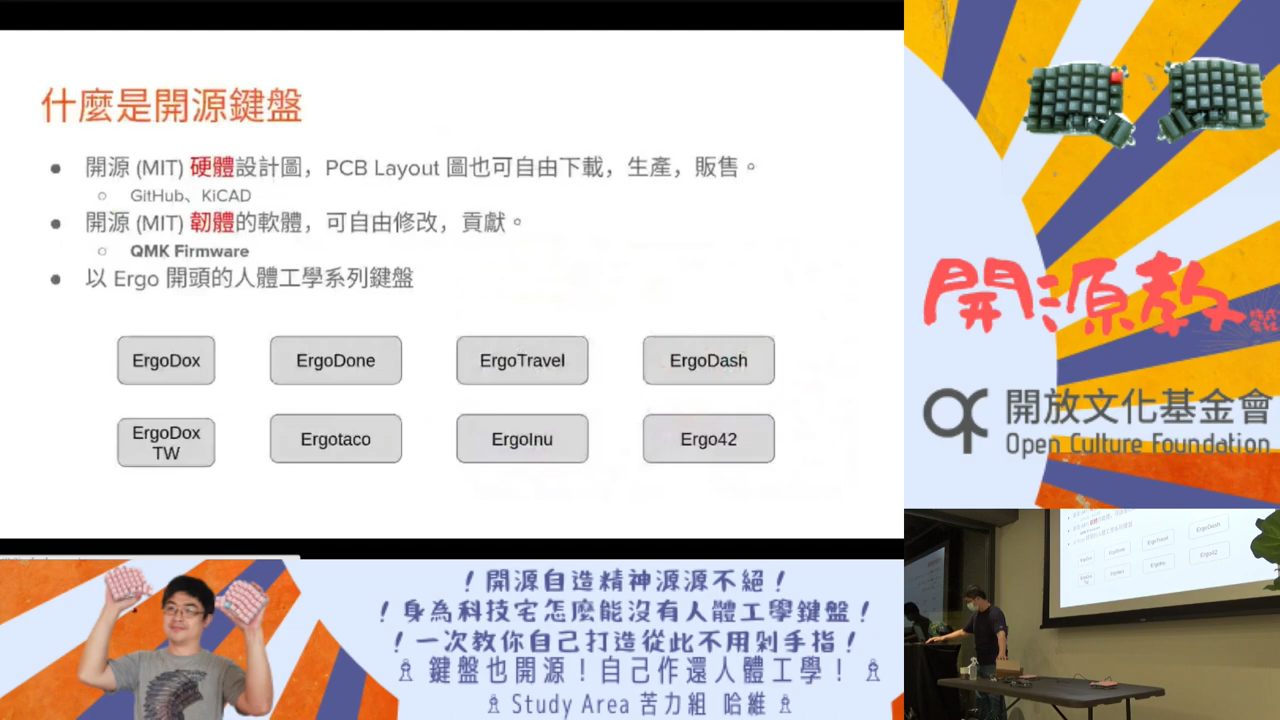 什麼是開源鍵盤
● 開源 (MIT) 硬體設計圖，PCB Layout 圖也可自由下載，生產，販售。
○ GitHub、KiCAD
● 開源 (MIT) 韌體的軟體，可自由修改，貢獻。
○ QMK Firmware
● 以 Ergo 開頭的人體工學系列鍵盤
ErgoDox
ErgoDone
ErgoTravel
ErgoDash
ErgoDox
TW
Ergotaco
ErgoInu
Ergo42
開源教
開放文化基金會
Open Culture Foundation
！開源自造精神源源不絕！
！身為科技宅怎麼能沒有人體工學鍵盤！
！一次教你自己打造從此不用剁手指！
鍵盤也開源！自己作還人體工學！
Study Area 苦力組 哈維